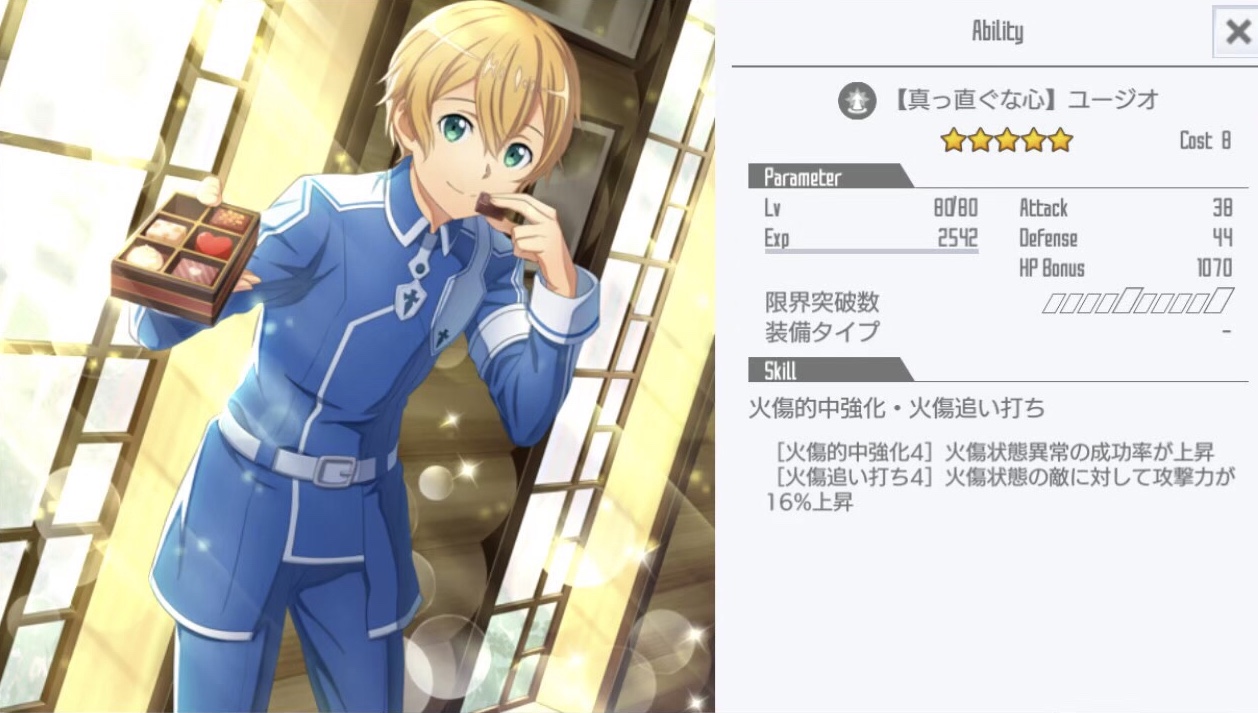 Ability
【真っ直ぐな心】ユージオ
Cost 8
Parameter
Lv 80/80
Exp 2542
Attack 38
Defense 44
HP Bonus 1070
限界突破数
装備タイプ -
Skill
火傷的中強化・火傷追い打ち
［火傷的中強化4］火傷状態異常の成功率が上昇
［火傷追い打ち4］火傷状態の敵に対して攻撃力が
16%上昇